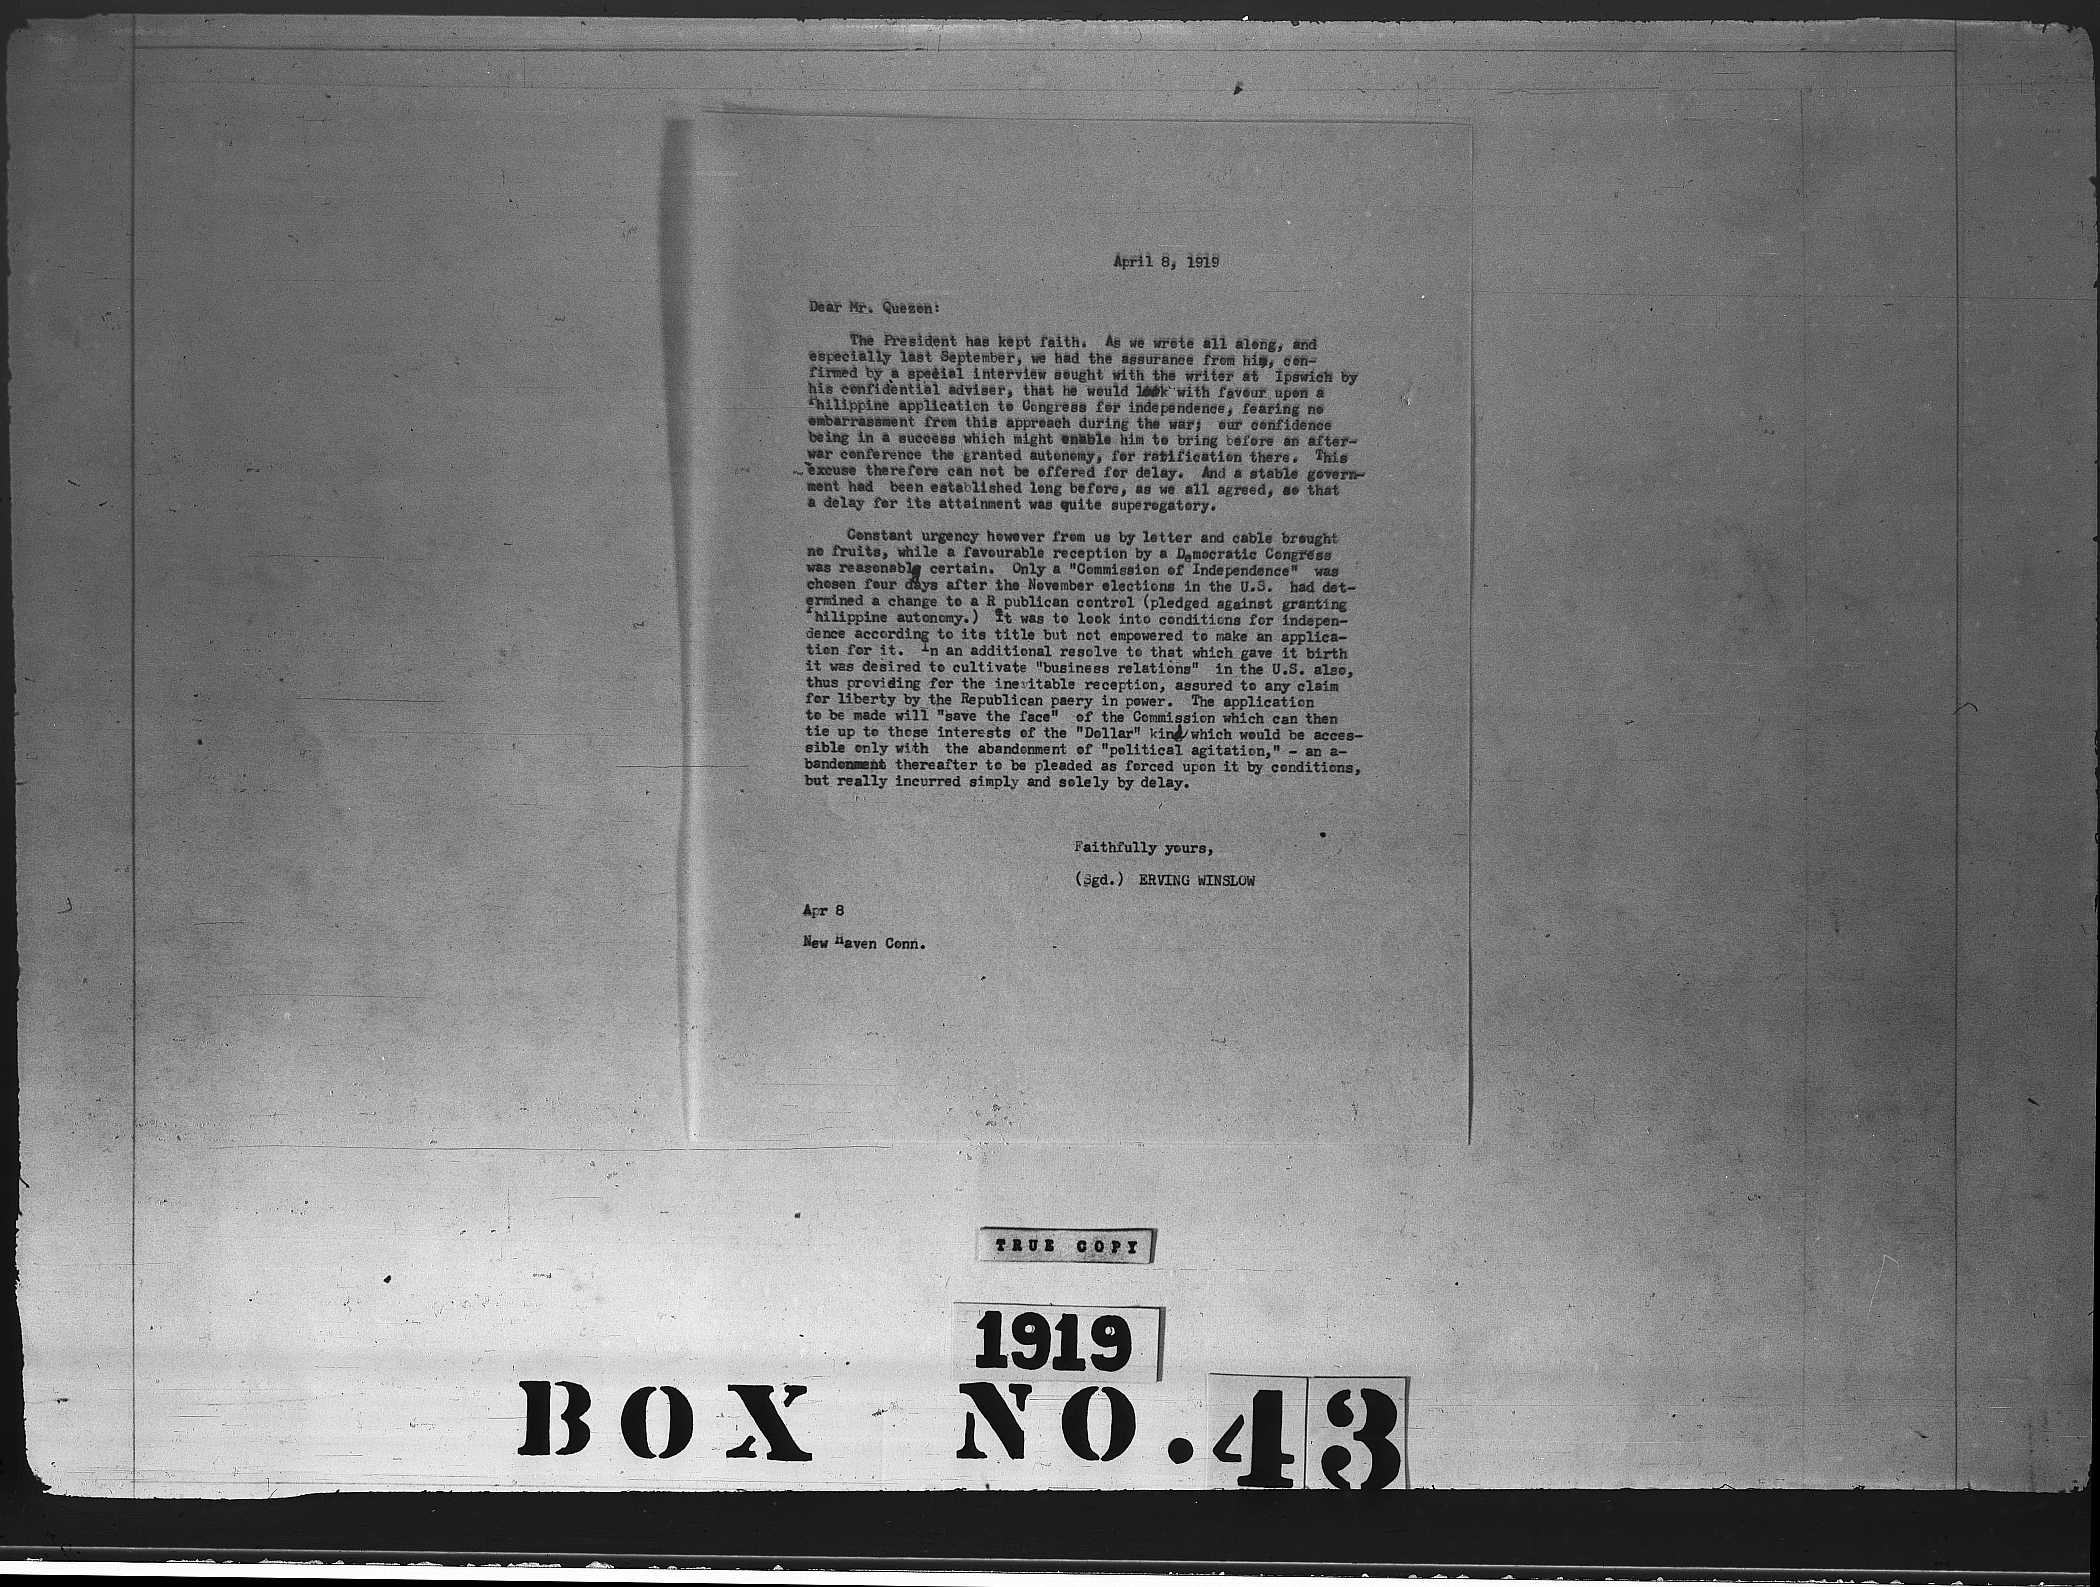 April 8, 1919
Dear Mr. Quezon:
The President has kept faith. As we wrote all along, and
especially last September, we had the assurance from him, con-
firmed by a special interview sought with the writer at Ipswich by
his confidential adviser, that he would look with favour upon a
Philippine application to Congress for independence, fearing no
embarrassment from this approach during the war; our confidence
being in a success which might enable him to bring before an after-
war conference the granted autonomy, for ratification there. This
excuse therefore can not be offered for delay. And a stable govern-
ment had been established long before, as we all agreed, so that
a delay for its attainment was quite superogatory.
Constant urgency however from us by letter and cable brought
no fruits, while a favourable reception by a Democratic Congress
was reasonably certain. Only a "Commission of Independence" was
chosen four days after the November elections in the U.S. had det-
ermined a change to a Republican control (pledged against granting
Philippine autonomy.) It was to look into conditions for indepen-
dence according to its title but not empowered to make an applica-
tion for it. In an additional resolve to that which gave it birth
it was desired to cultivate "business relations" in the U.S. also,
thus providing for the inevitable reception, assured to any claim
for liberty by the Republican paery in power. The application
to be made will "save the face" of the Commission which can then
tie up to those interests of the "Dollar" kind which would be acces-
sible only with the abandonment of "political agitation," - an a-
bandonment thereafter to be pleaded as forced upon it by conditions,
but really incurred simply and solely by delay.
Faithfully yours,
(Sgd.) ERVING WINSLOW
Apr 8
New Haven Conn.
TRUE COPY
1919
BOX NO. 43